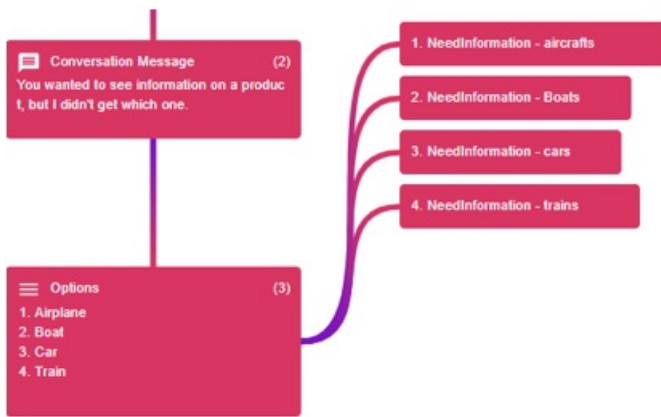 Conversation Message (2)
You wanted to see information on a produc
t, but I didn't get which one.
Options (3)
1. Airplane
2. Boat
3. Car
4. Train
1. NeedInformation - aircrafts
2. NeedInformation - Boats
3. NeedInformation - cars
4. NeedInformation - trains